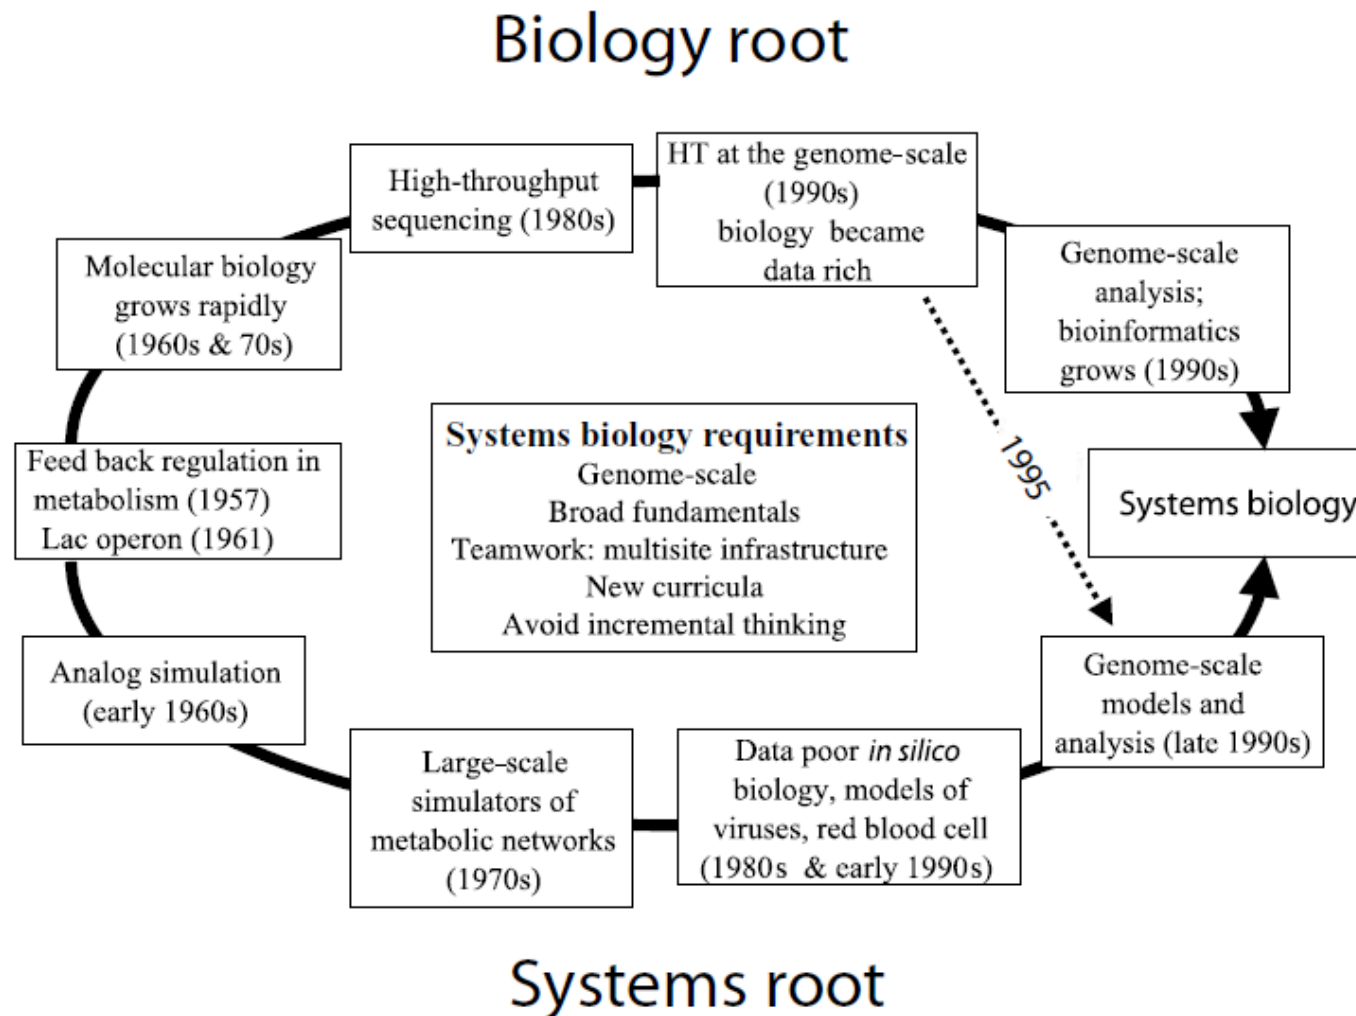 Biology root
High-throughput
sequencing (1980s)
HT at the genome-scale
(1990s)
biology became
data rich
Molecular biology
grows rapidly
(1960s & 70s)
Genome-scale
analysis;
bioinformatics
grows (1990s)
Feed back regulation in
metabolism (1957)
Lac operon (1961)
Systems biology requirements
Genome-scale
Broad fundamentals
Teamwork: multisite infrastructure
New curricula
Avoid incremental thinking
1995
Systems biology
Analog simulation
(early 1960s)
Large-scale
simulators of
metabolic networks
(1970s)
Data poor in silico
biology, models of
viruses, red blood cell
(1980s & early 1990s)
Genome-scale
models and
analysis (late 1990s)
Systems root